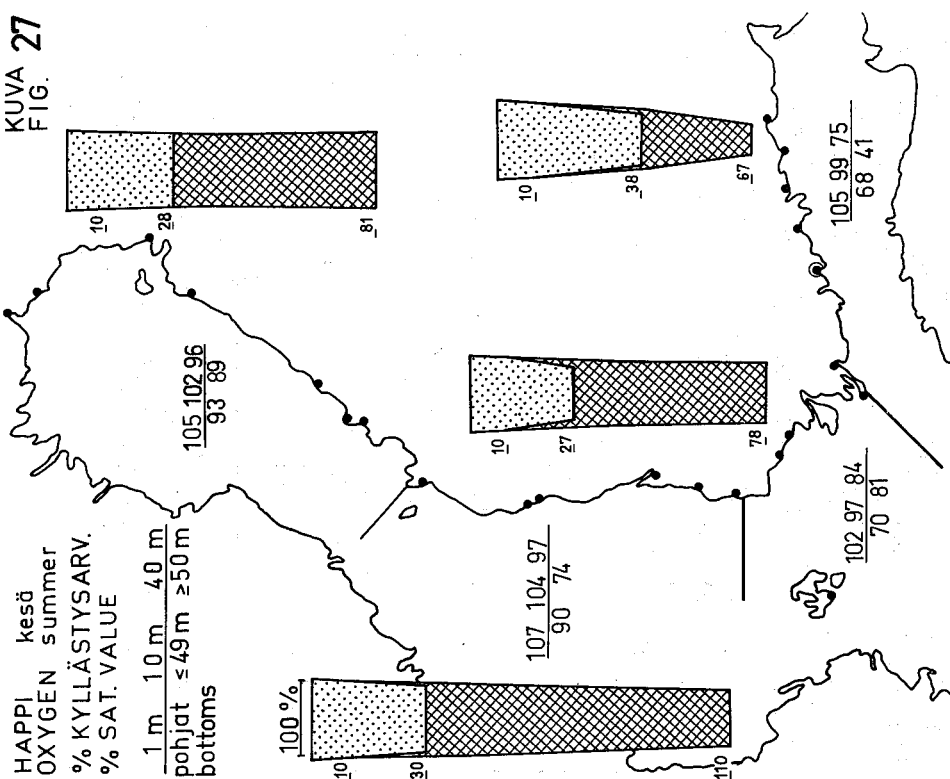 KUVA 27
FIG.
HAPPI kesä
OXYGEN summer
% KYLLÄSTYSARV.
% SAT. VALUE
1 m 10 m 40 m
pohjat ≤49 m ≥50 m
bottoms
100 %
10
30
110
10
28
81
10
27
78
10
38
67
105 102 96
93 89
107 104 97
90 74
102 97 84
70 81
105 99 75
68 41